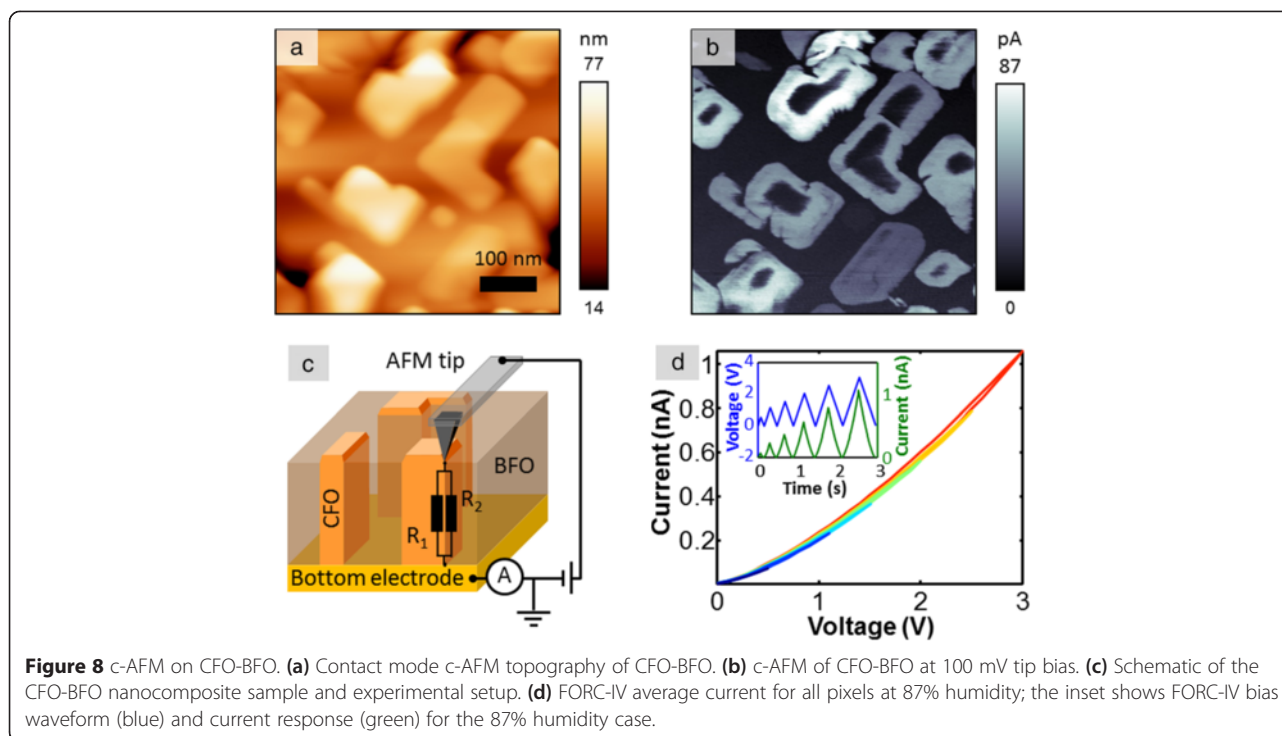 a
nm
77
100 nm
14
b
pA
87
0
c
AFM tip
CFO
BFO
R1
R2
Bottom electrode
A
d
Current (nA)
1
0.8
0.6
0.4
0.2
0
1
2
3
Voltage (V)
Voltage (V)
4
2
0
-2
Current (nA)
1
0
0
1
2
3
Time (s)
Figure 8 c-AFM on CFO-BFO. (a) Contact mode c-AFM topography of CFO-BFO. (b) c-AFM of CFO-BFO at 100 mV tip bias. (c) Schematic of the
CFO-BFO nanocomposite sample and experimental setup. (d) FORC-IV average current for all pixels at 87% humidity; the inset shows FORC-IV bias
waveform (blue) and current response (green) for the 87% humidity case.